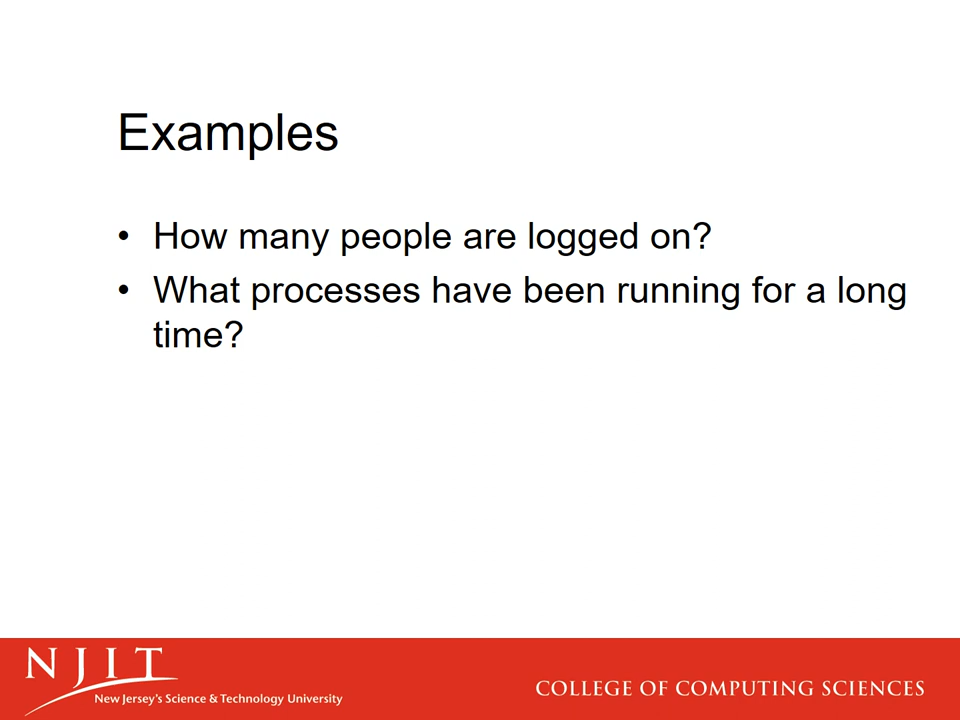 Examples
• How many people are logged on?
• What processes have been running for a long
time?
NJIT
New Jersey's Science & Technology University
COLLEGE OF COMPUTING SCIENCES